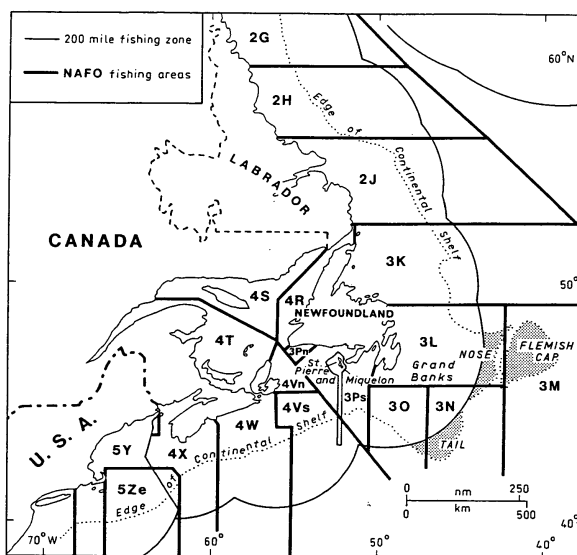 200 mile fishing zone
NAFO fishing areas
2G
60°N
2H
Edge of Continental Shelf
LABRADOR
2J
CANADA
3K
50°
4S
4R
NEWFOUNDLAND
4T
3Pn
3L
NOSE
FLEMISH CAP
3M
St. Pierre and Miquelon
Grand Banks
4Vn
3Ps
4Vs
3O
3N
4W
U.S.A.
5Y
4X
Edge of Continental Shelf
TAIL
5Ze
0 nm 250
0 km 500
70°W
60°
50°
40°
40°